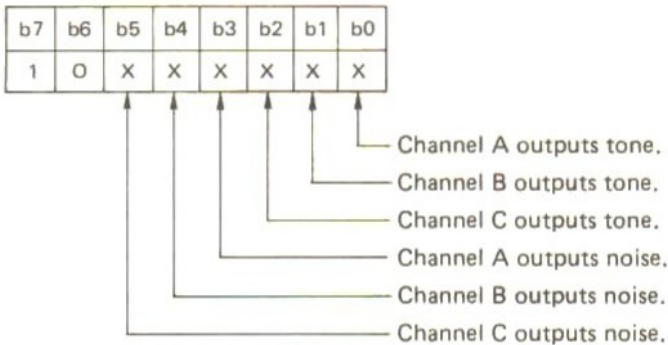 b7 b6 b5 b4 b3 b2 b1 b0
1 0 X X X X X X
Channel A outputs tone.
Channel B outputs tone.
Channel C outputs tone.
Channel A outputs noise.
Channel B outputs noise.
Channel C outputs noise.